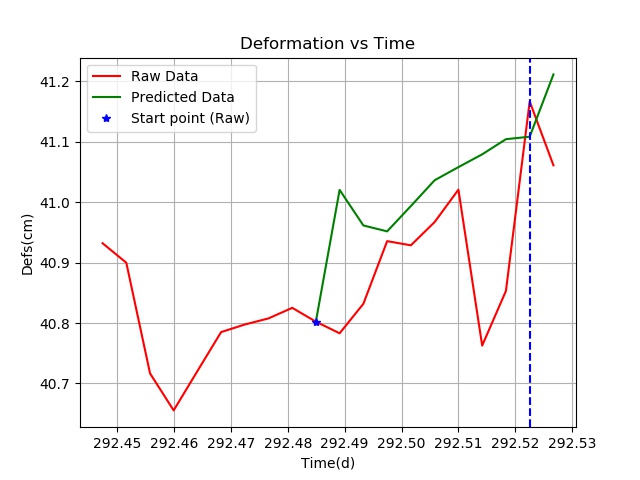 Deformation vs Time
Raw Data
Predicted Data
Start point (Raw)
41.2
41.1
41.0
40.9
40.8
40.7
Defs(cm)
292.45 292.46 292.47 292.48 292.49 292.50 292.51 292.52 292.53
Time(d)